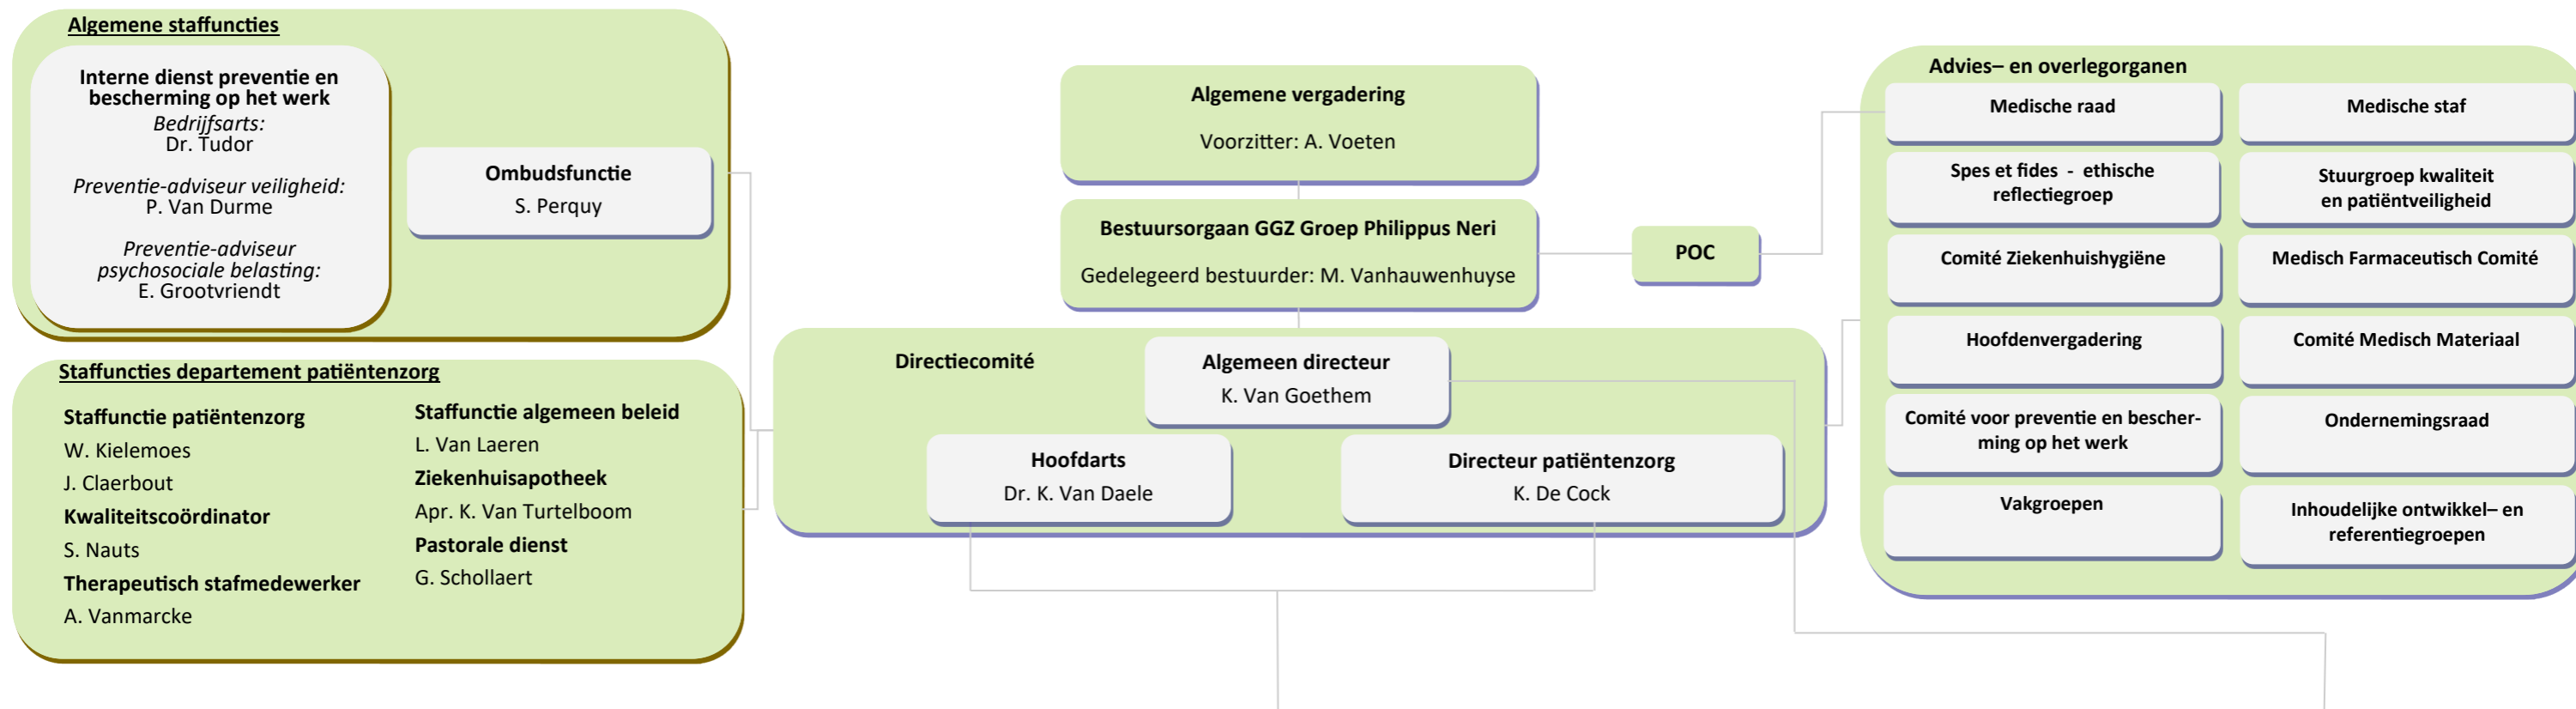 Algemene staffuncties
Interne dienst preventie en
bescherming op het werk
Bedrijfsarts:
Dr. Tudor
Preventie-adviseur veiligheid:
P. Van Durme
Preventie-adviseur
psychosociale belasting:
E. Grootvriendt
Ombudsfunctie
S. Perquy
Staffuncties departement patiëntenzorg
Staffunctie patiëntenzorg
W. Kielemoes
J. Claerbout
Kwaliteitscoördinator
S. Nauts
Therapeutisch stafmedewerker
A. Vanmarcke
Staffunctie algemeen beleid
L. Van Laeren
Ziekenhuisapotheek
Apr. K. Van Turtelboom
Pastorale dienst
G. Schollaert
Algemene vergadering
Voorzitter: A. Voeten
Bestuursorgaan GGZ Groep Philippus Neri
Gedelegeerd bestuurder: M. Vanhauwenhuyse
POC
Directiecomité
Algemeen directeur
K. Van Goethem
Hoofdarts
Dr. K. Van Daele
Directeur patiëntenzorg
K. De Cock
Advies– en overlegorganen
Medische raad
Medische staf
Spes et fides - ethische
reflectiegroep
Stuurgroep kwaliteit
en patiëntveiligheid
Comité Ziekenhuishygiëne
Medisch Farmaceutisch Comité
Hoofdenvergadering
Comité Medisch Materiaal
Comité voor preventie en bescher-
ming op het werk
Ondernemingsraad
Vakgroepen
Inhoudelijke ontwikkel– en
referentiegroepen